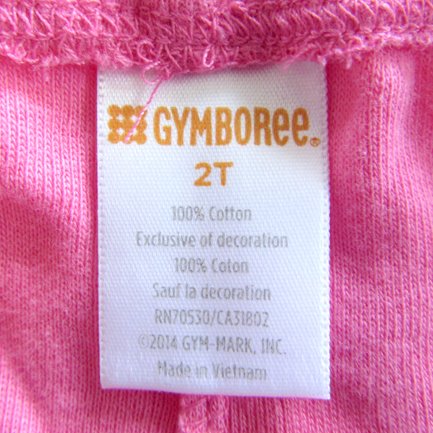 GYMBOREE®
2T
100% Cotton
Exclusive of decoration
100% Coton
Sauf la decoration
RN70530/CA31802
©2014 GYM-MARK, INC.
Made in Vietnam